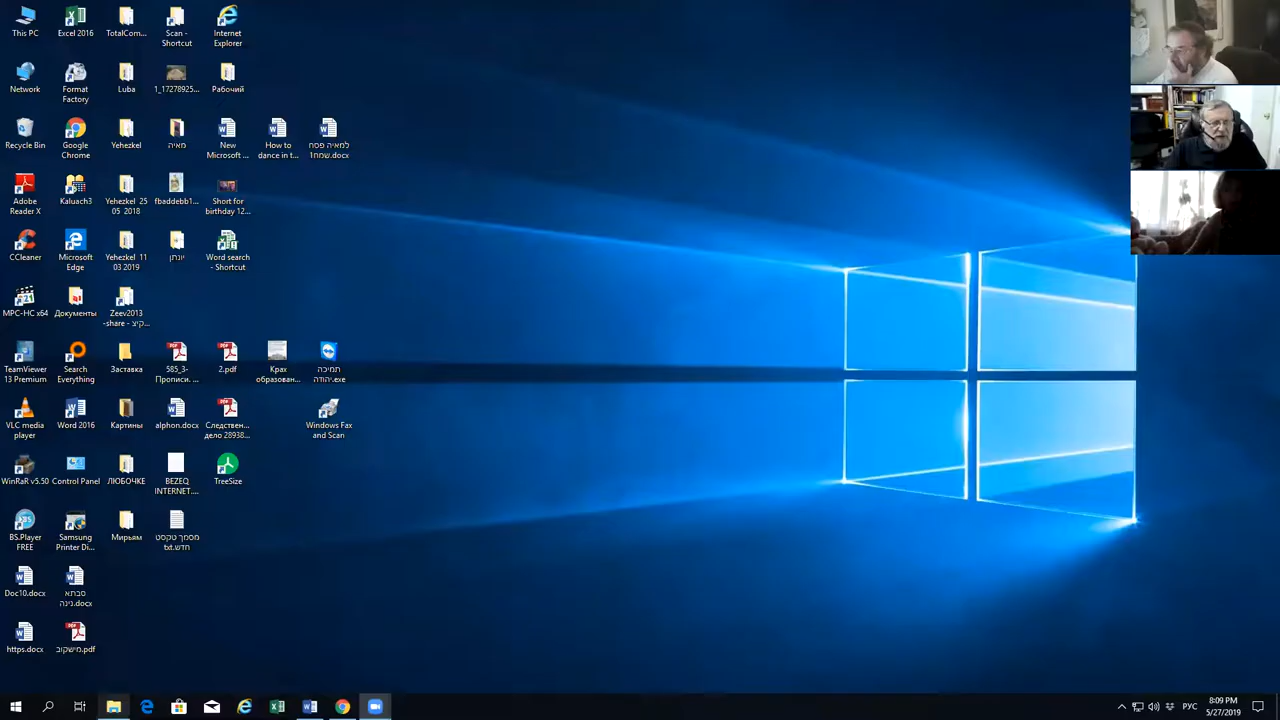 This PC
Excel 2016
TotalCom...
Scan -
Shortcut
Internet
Explorer
Network
Format
Factory
Luba
1_17278925...
Рабочий
Recycle Bin
Google
Chrome
Yehezkel
מאיה
New
Microsoft ...
How to
dance in t...
למאיה פסח
שמח1.docx
Adobe
Reader X
Kaluach3
Yehezkel 25
05 2018
fbaddebb1...
Short for
birthday 12...
CCleaner
Microsoft
Edge
Yehezkel 11
03 2019
יונתן
Word search
- Shortcut
MPC-HC x64
Документы
Zeev2013
-share - קיצ...
TeamViewer
13 Premium
Search
Everything
Заставка
585_3-
Прописи. ...
2.pdf
Крах
образован...
תמיכה
יהודה.exe
VLC media
player
Word 2016
Картины
alphon.docx
Следствен...
дело 28938...
Windows Fax
and Scan
WinRaR v5.50
Control Panel
ЛЮБОЧКЕ
BEZEQ
INTERNET....
TreeSize
BS.Player
FREE
Samsung
Printer Di...
Мирьям
מסמך טקסט
חדש.txt
Doc10.docx
סבתא
נינה.docx
https.docx
מישקוב.pdf
РУС
8:09 PM
5/27/2019